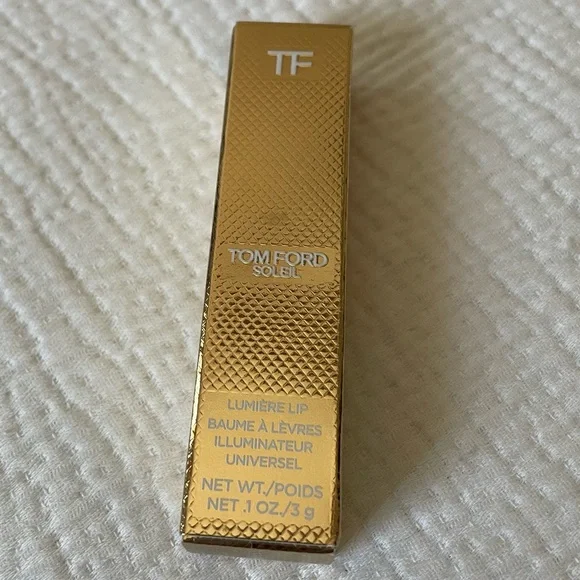 TF
TOM FORD
SOLEIL
LUMIÈRE LIP
BAUME À LÈVRES
ILLUMINATEUR
UNIVERSEL
NET WT./POIDS
NET .1 OZ./3 g